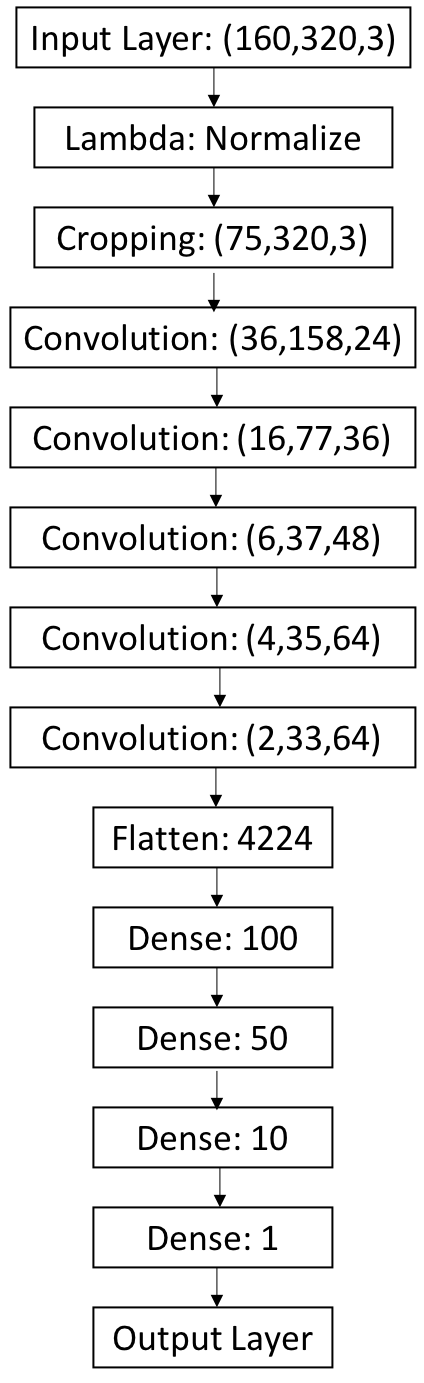 Input Layer: (160,320,3)
Lambda: Normalize
Cropping: (75,320,3)
Convolution: (36,158,24)
Convolution: (16,77,36)
Convolution: (6,37,48)
Convolution: (4,35,64)
Convolution: (2,33,64)
Flatten: 4224
Dense: 100
Dense: 50
Dense: 10
Dense: 1
Output Layer